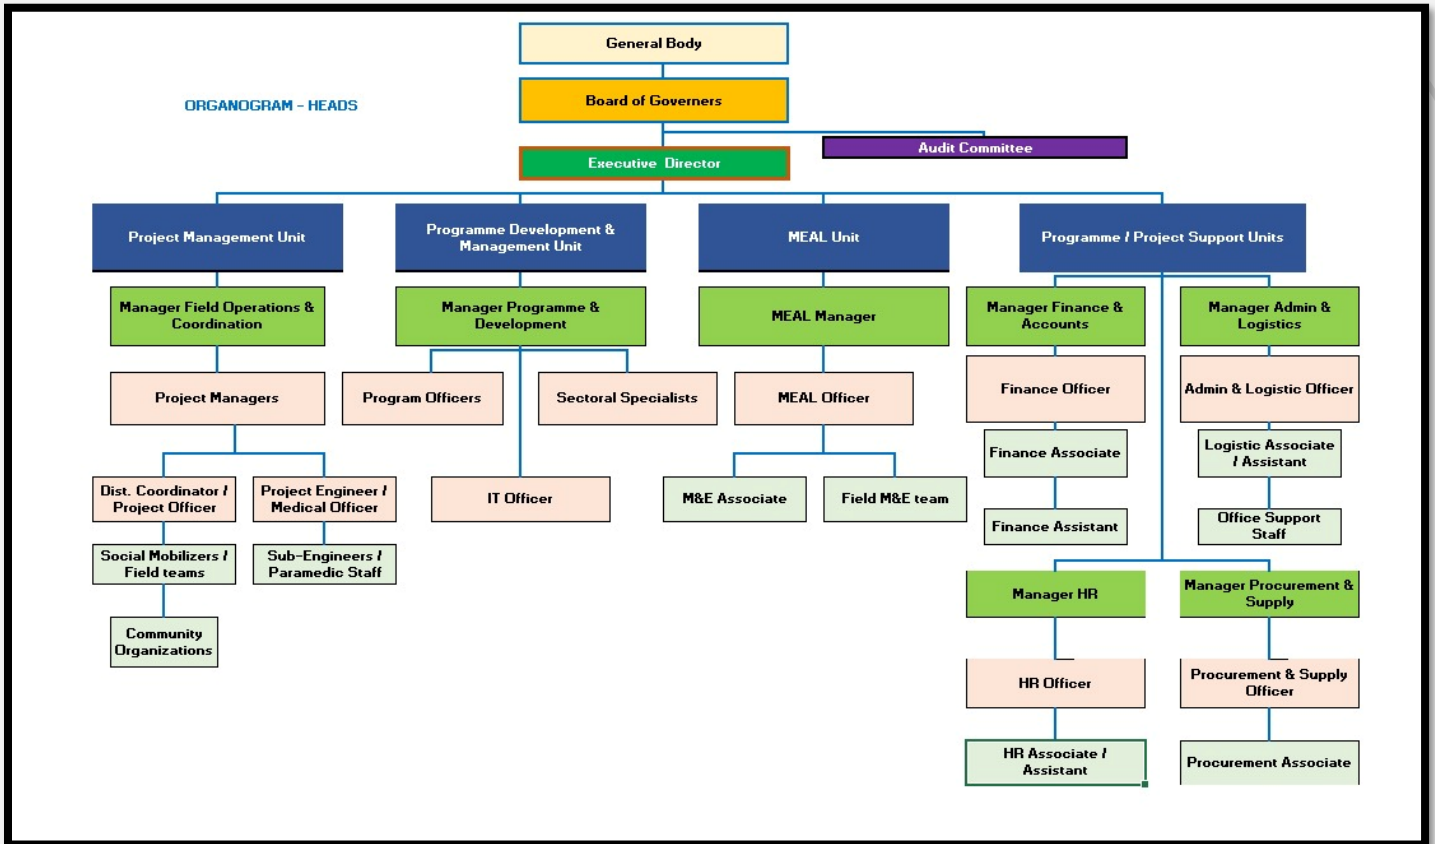 General Body
ORGANOGRAM - HEADS
Board of Governers
Audit Committee
Executive Director
Project Management Unit
Programme Development &
Management Unit
MEAL Unit
Programme / Project Support Units
Manager Field Operations &
Coordination
Manager Programme &
Development
MEAL Manager
Manager Finance &
Accounts
Manager Admin &
Logistics
Project Managers
Program Officers
Sectoral Specialists
MEAL Officer
Finance Officer
Admin & Logistic Officer
Finance Associate
Logistic Associate
/ Assistant
Dist. Coordinator /
Project Officer
Project Engineer /
Medical Officer
IT Officer
M&E Associate
Field M&E team
Finance Assistant
Office Support
Staff
Social Mobilizers /
Field teams
Sub-Engineers /
Paramedic Staff
Manager HR
Manager Procurement &
Supply
Community
Organizations
HR Officer
Procurement & Supply
Officer
HR Associate /
Assistant
Procurement Associate